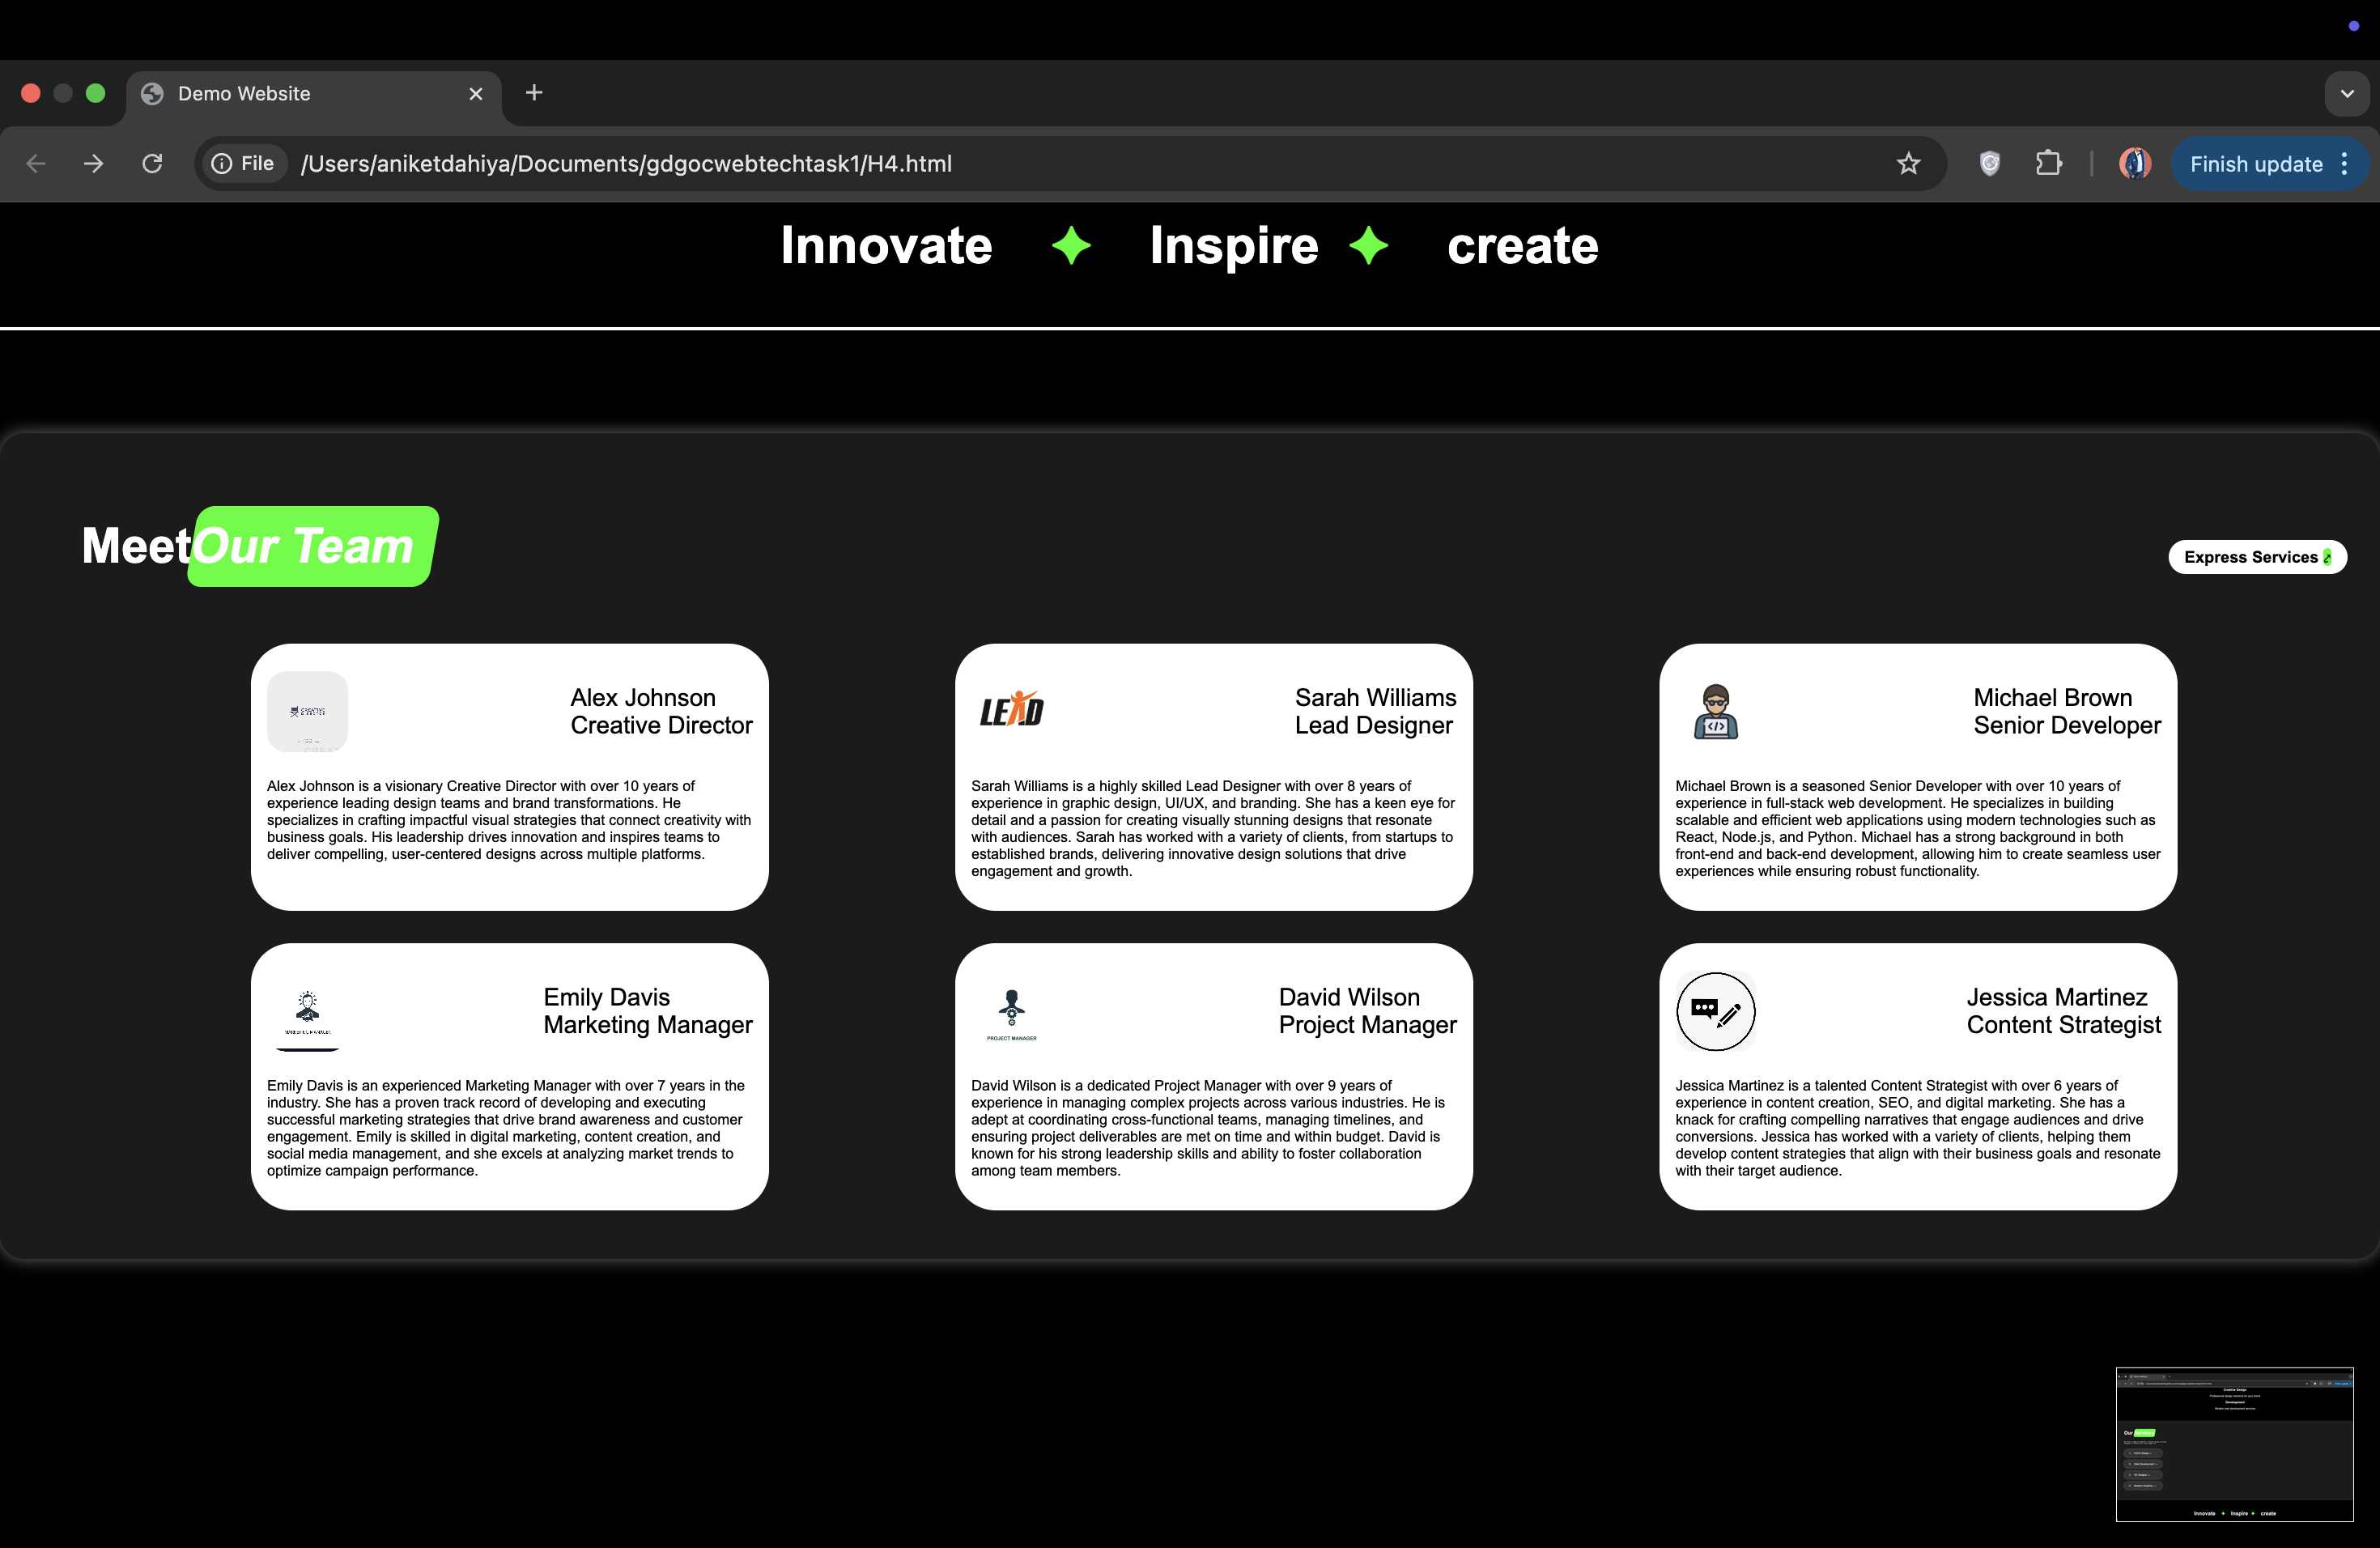 Demo Website
File /Users/aniketdahiya/Documents/gdgocwebtechtask1/H4.html
Finish update
Innovate Inspire create
Meet Our Team
Express Services
Alex Johnson
Creative Director
Alex Johnson is a visionary Creative Director with over 10 years of
experience leading design teams and brand transformations. He
specializes in crafting impactful visual strategies that connect creativity with
business goals. His leadership drives innovation and inspires teams to
deliver compelling, user-centered designs across multiple platforms.
LEAD
Sarah Williams
Lead Designer
Sarah Williams is a highly skilled Lead Designer with over 8 years of
experience in graphic design, UI/UX, and branding. She has a keen eye for
detail and a passion for creating visually stunning designs that resonate
with audiences. Sarah has worked with a variety of clients, from startups to
established brands, delivering innovative design solutions that drive
engagement and growth.
</>
Michael Brown
Senior Developer
Michael Brown is a seasoned Senior Developer with over 10 years of
experience in full-stack web development. He specializes in building
scalable and efficient web applications using modern technologies such as
React, Node.js, and Python. Michael has a strong background in both
front-end and back-end development, allowing him to create seamless user
experiences while ensuring robust functionality.
Emily Davis
Marketing Manager
Emily Davis is an experienced Marketing Manager with over 7 years in the
industry. She has a proven track record of developing and executing
successful marketing strategies that drive brand awareness and customer
engagement. Emily is skilled in digital marketing, content creation, and
social media management, and she excels at analyzing market trends to
optimize campaign performance.
PROJECT MANAGER
David Wilson
Project Manager
David Wilson is a dedicated Project Manager with over 9 years of
experience in managing complex projects across various industries. He is
adept at coordinating cross-functional teams, managing timelines, and
ensuring project deliverables are met on time and within budget. David is
known for his strong leadership skills and ability to foster collaboration
among team members.
Jessica Martinez
Content Strategist
Jessica Martinez is a talented Content Strategist with over 6 years of
experience in content creation, SEO, and digital marketing. She has a
knack for crafting compelling narratives that engage audiences and drive
conversions. Jessica has worked with a variety of clients, helping them
develop content strategies that align with their business goals and resonate
with their target audience.
Creative Design
Development
Our
Innovate Inspire create